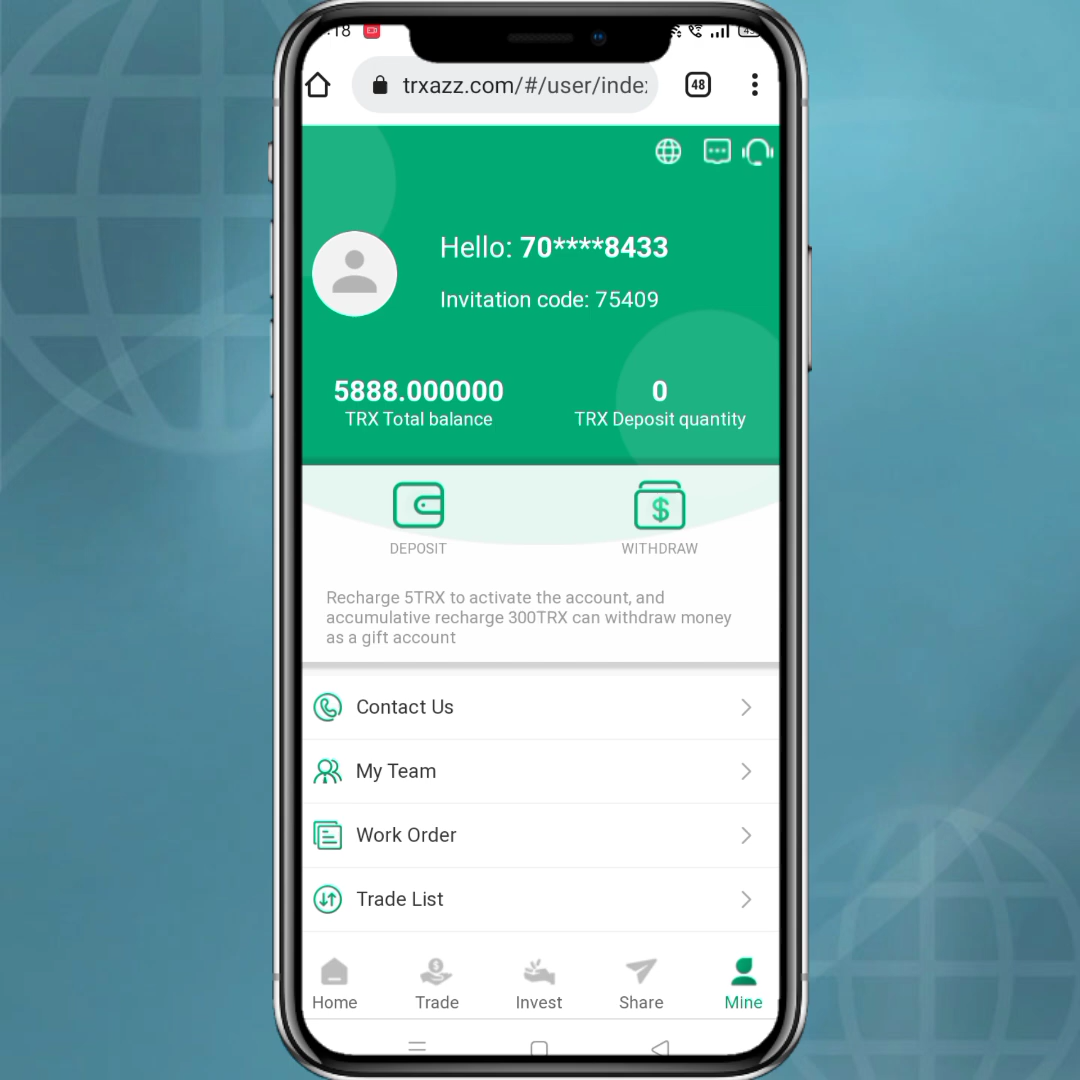 :18
trxazz.com/#/user/inde
48
Hello: 70****8433
Invitation code: 75409
5888.000000
0
TRX Total balance
TRX Deposit quantity
DEPOSIT
WITHDRAW
Recharge 5TRX to activate the account, and
accumulative recharge 300TRX can withdraw money
as a gift account
Contact Us
My Team
Work Order
Trade List
Home
Trade
Invest
Share
Mine